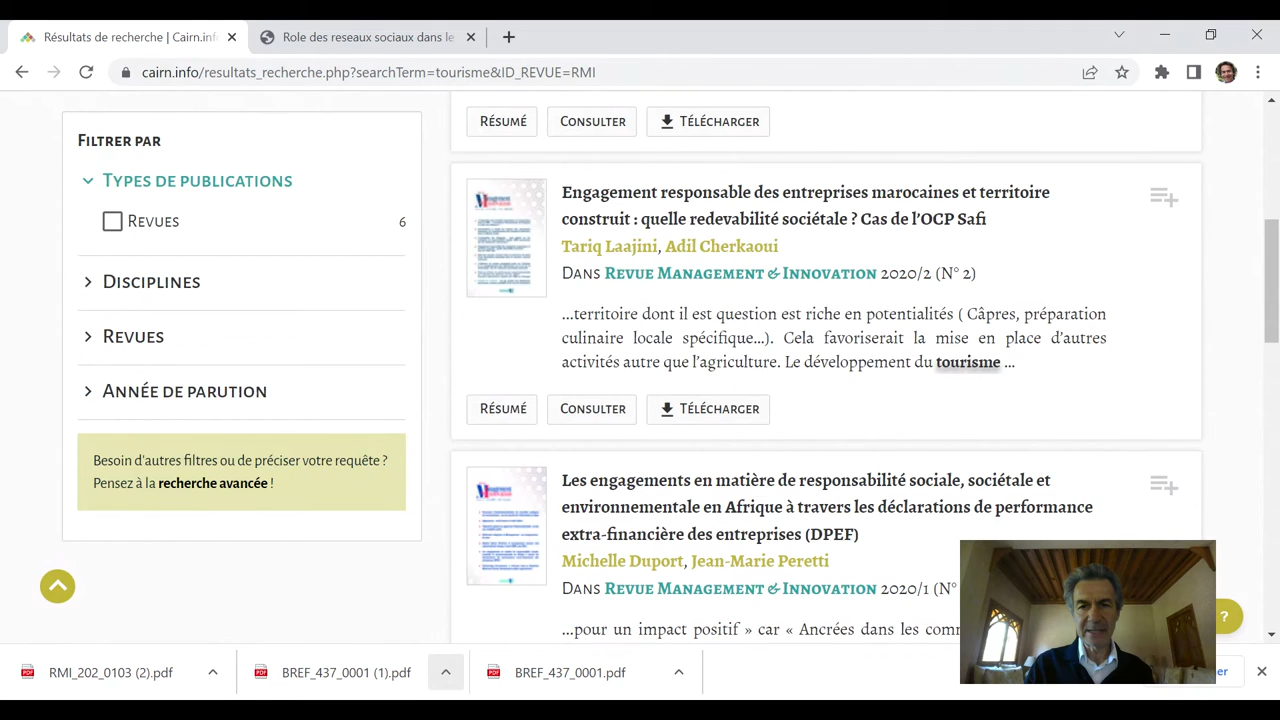 Résultats de recherche | Cairn.info
Role des reseaux sociaux dans le
cairn.info/resultats_recherche.php?searchTerm=tourisme&ID_REVUE=RMI
Filtrer par
Types de publications
Revues 6
Disciplines
Revues
Année de parution
Besoin d'autres filtres ou de préciser votre requête ?
Pensez à la recherche avancée !
Résumé Consulter Télécharger
Engagement responsable des entreprises marocaines et territoire
construit : quelle redevabilité sociétale ? Cas de l'OCP Safi
Tariq Laajini, Adil Cherkaoui
Dans Revue Management & Innovation 2020/2 (N° 2)
...territoire dont il est question est riche en potentialités ( Câpres, préparation
culinaire locale spécifique...). Cela favoriserait la mise en place d'autres
activités autre que l'agriculture. Le développement du tourisme ...
Résumé Consulter Télécharger
Les engagements en matière de responsabilité sociale, sociétale et
environnementale en Afrique à travers les déclarations de performance
extra-financière des entreprises (DPEF)
Michelle Duport, Jean-Marie Peretti
Dans Revue Management & Innovation 2020/1 (N°
...pour un impact positif » car « Ancrées dans les comm
?
RMI_202_0103 (2).pdf
BREF_437_0001 (1).pdf
BREF_437_0001.pdf